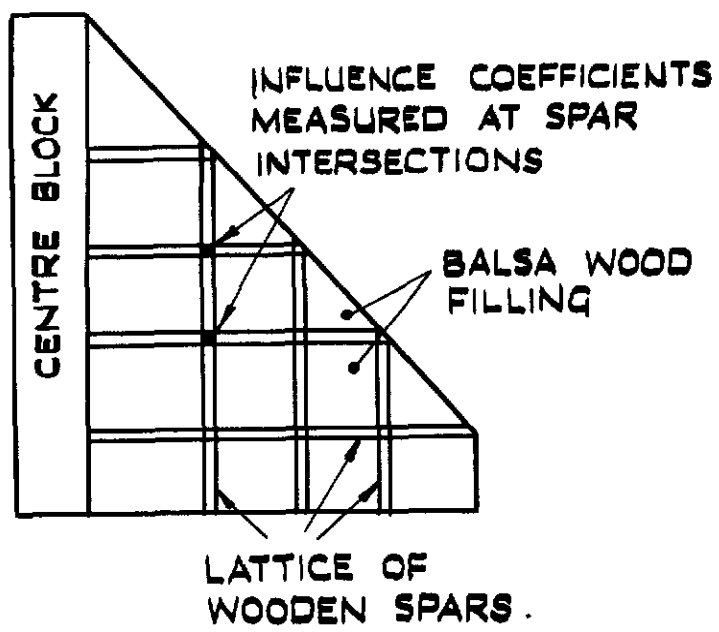 CENTRE BLOCK
INFLUENCE COEFFICIENTS
MEASURED AT SPAR
INTERSECTIONS
BALSA WOOD
FILLING
LATTICE OF
WOODEN SPARS.